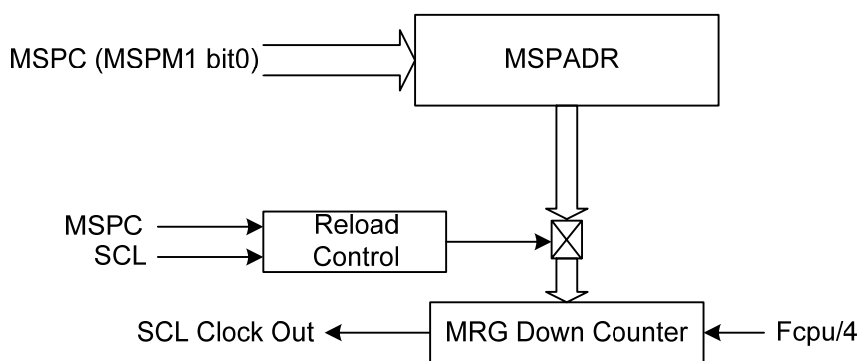 MSPC (MSPM1 bit0)
MSPADR
MSPC
SCL
Reload
Control
SCL Clock Out
MRG Down Counter
Fcpu/4